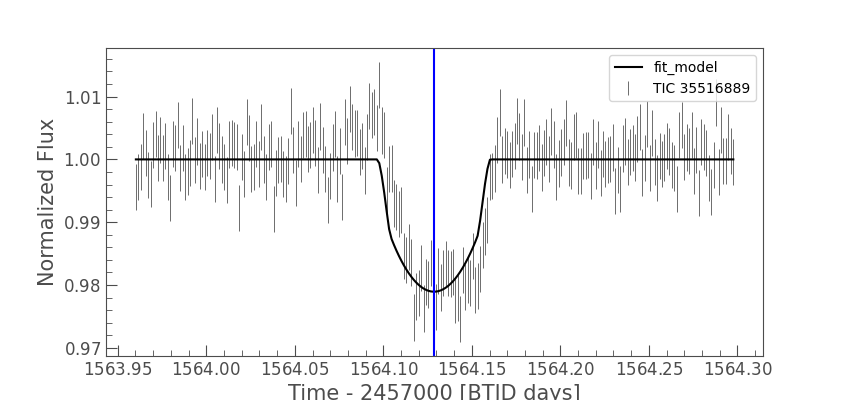 fit_model
TIC 35516889
Normalized Flux
1.01
1.00
0.99
0.98
0.97
1563.95 1564.00 1564.05 1564.10 1564.15 1564.20 1564.25 1564.30
Time - 2457000 [BTJD days]